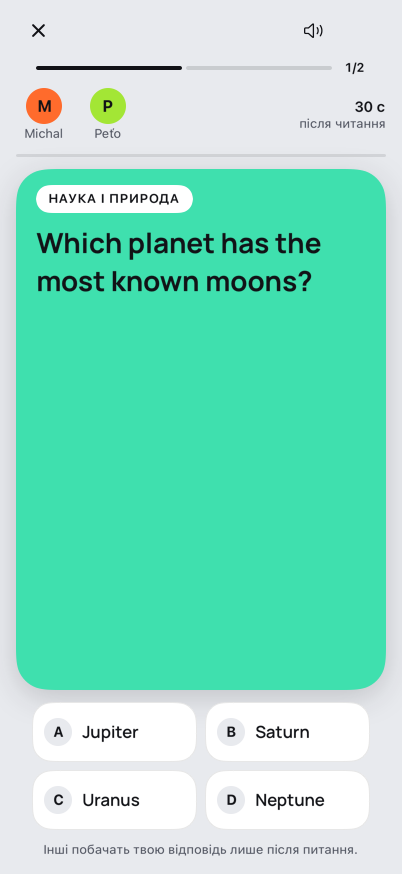 1/2
M
P
30 с
Michal
Peťo
після читання
НАУКА І ПРИРОДА
Which planet has the
most known moons?
A Jupiter
B Saturn
C Uranus
D Neptune
Інші побачать твою відповідь лише після питання.